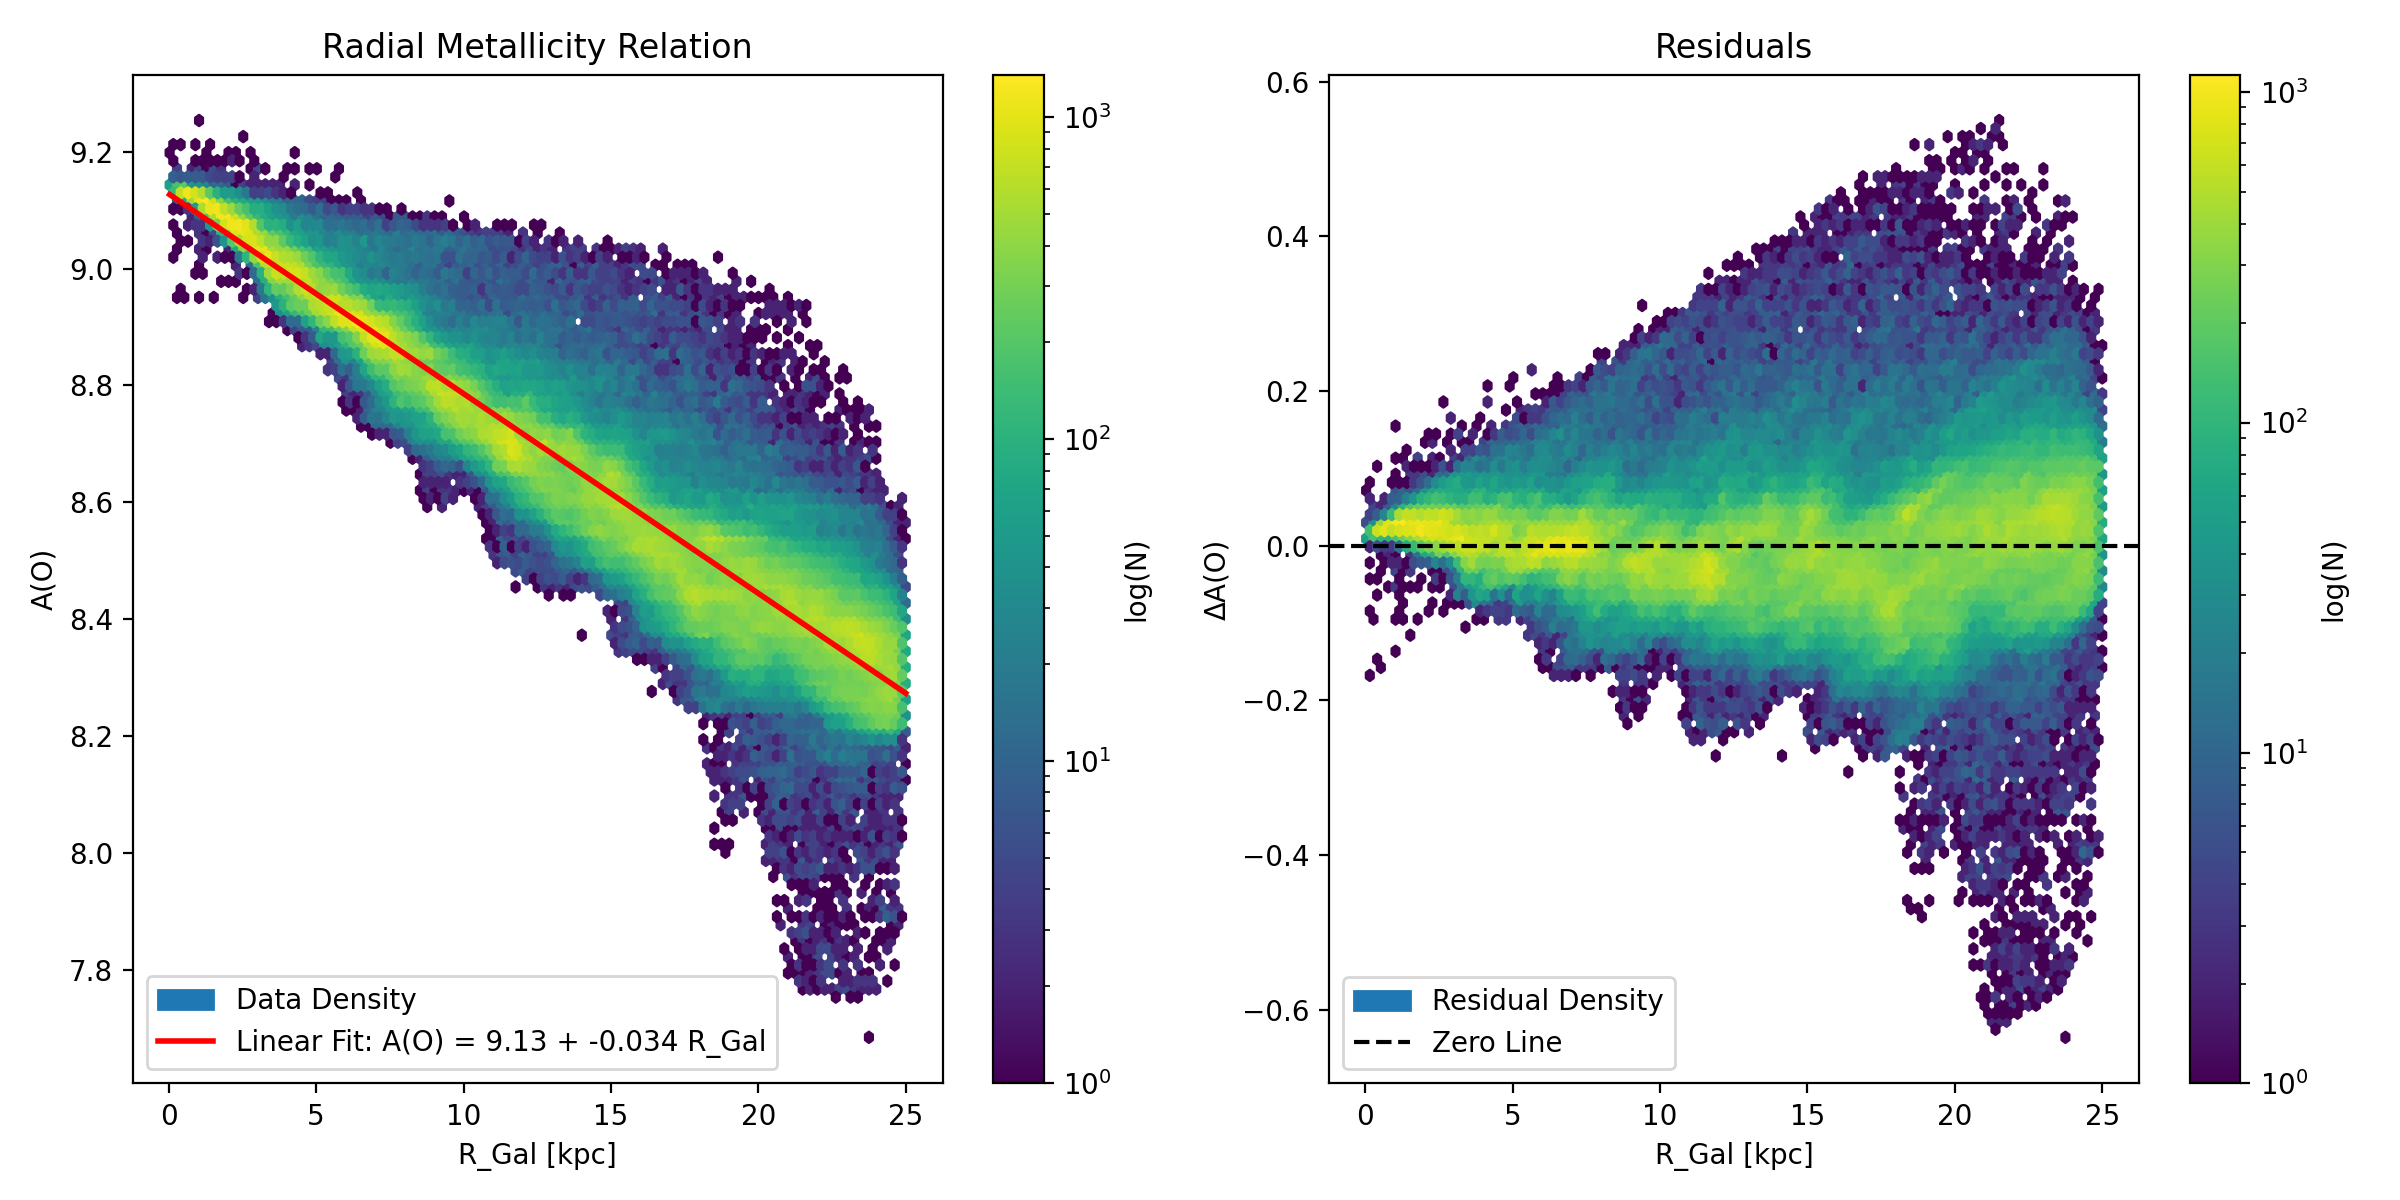 Radial Metallicity Relation
9.2
9.0
8.8
8.6
8.4
8.2
8.0
7.8
A(O)
0 5 10 15 20 25
R_Gal [kpc]
Data Density
Linear Fit: A(O) = 9.13 + -0.034 R_Gal
10³
10²
10¹
10⁰
log(N)
Residuals
0.6
0.4
0.2
0.0
−0.2
−0.4
−0.6
ΔA(O)
0 5 10 15 20 25
R_Gal [kpc]
Residual Density
Zero Line
10³
10²
10¹
10⁰
log(N)